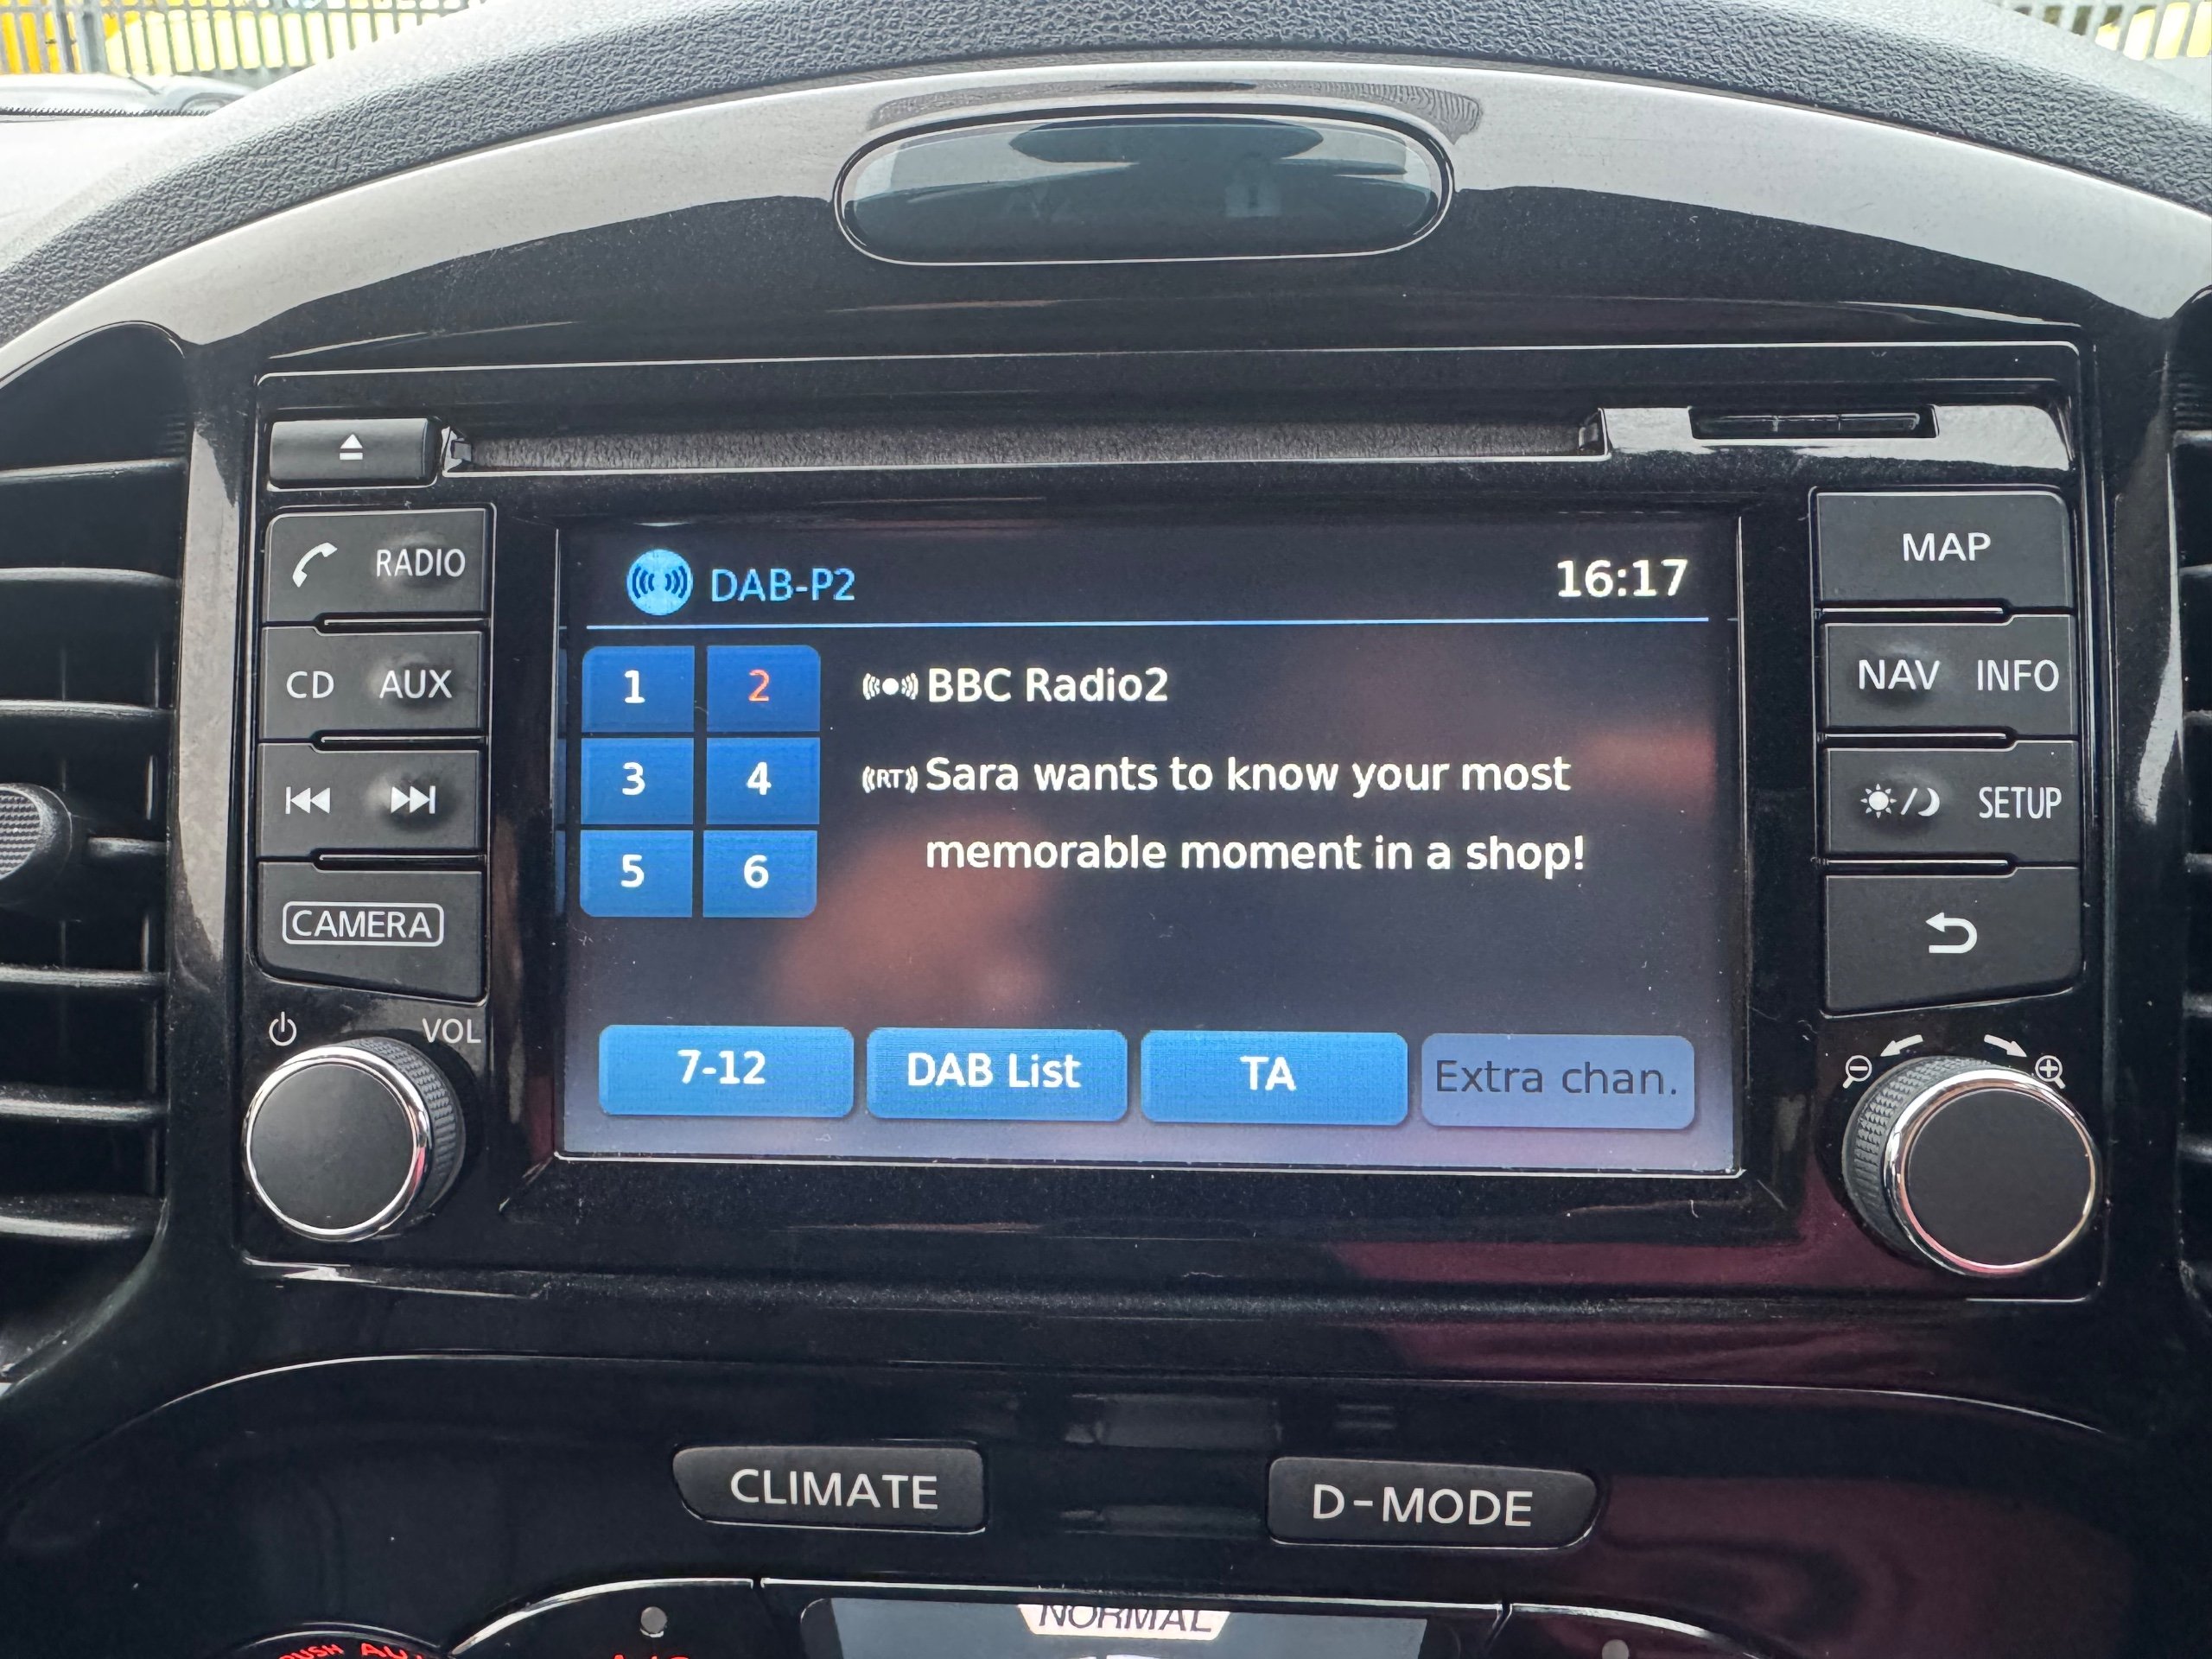 RADIO
CD AUX
CAMERA
VOL
DAB-P2 16:17
1 2
3 4
5 6
BBC Radio2
RT Sara wants to know your most
memorable moment in a shop!
7-12 DAB List TA Extra chan.
MAP
NAV INFO
SETUP
CLIMATE D-MODE
NORMAL